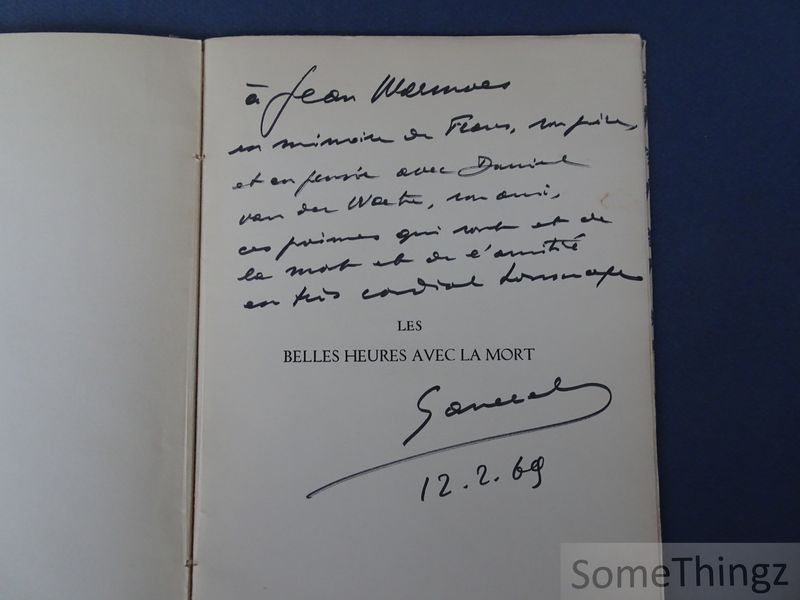 à Jean Warmoes
en mémoire de Frans, son père,
et en pensée avec Daniel
van der Waete, son ami,
ces poèmes qui sont et de
la mort et de l'amitié
en très cordial hommage
LES
BELLES HEURES AVEC LA MORT
12.2.69
SomeThingz